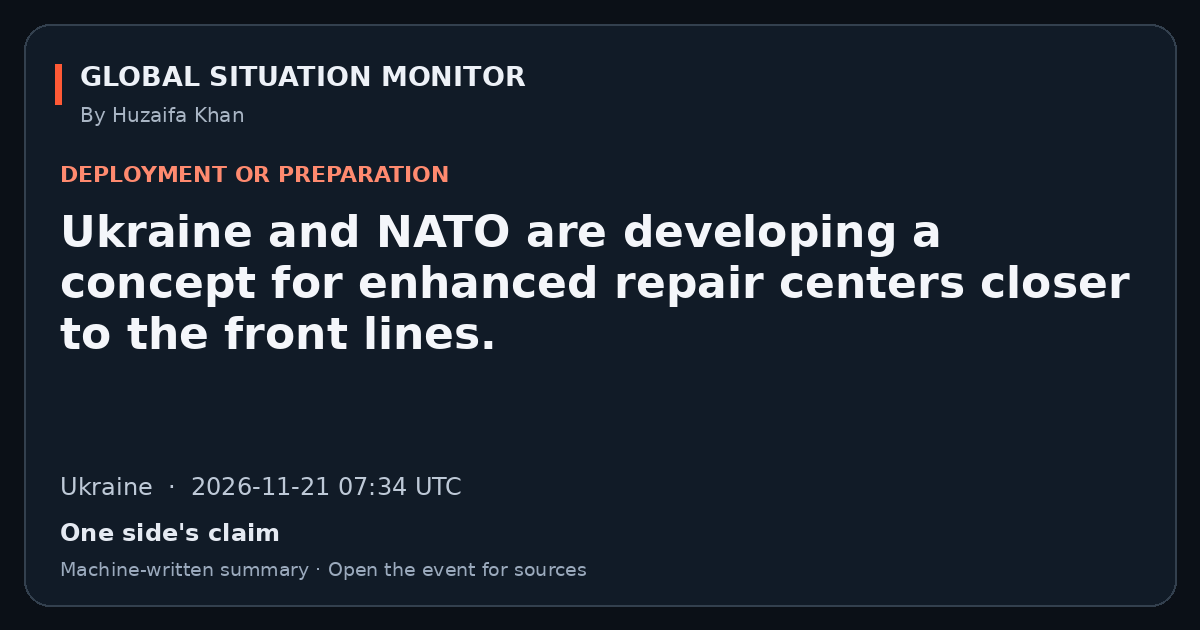 GLOBAL SITUATION MONITOR
By Huzaifa Khan
DEPLOYMENT OR PREPARATION
Ukraine and NATO are developing a
concept for enhanced repair centers closer
to the front lines.
Ukraine · 2026-11-21 07:34 UTC
One side's claim
Machine-written summary · Open the event for sources